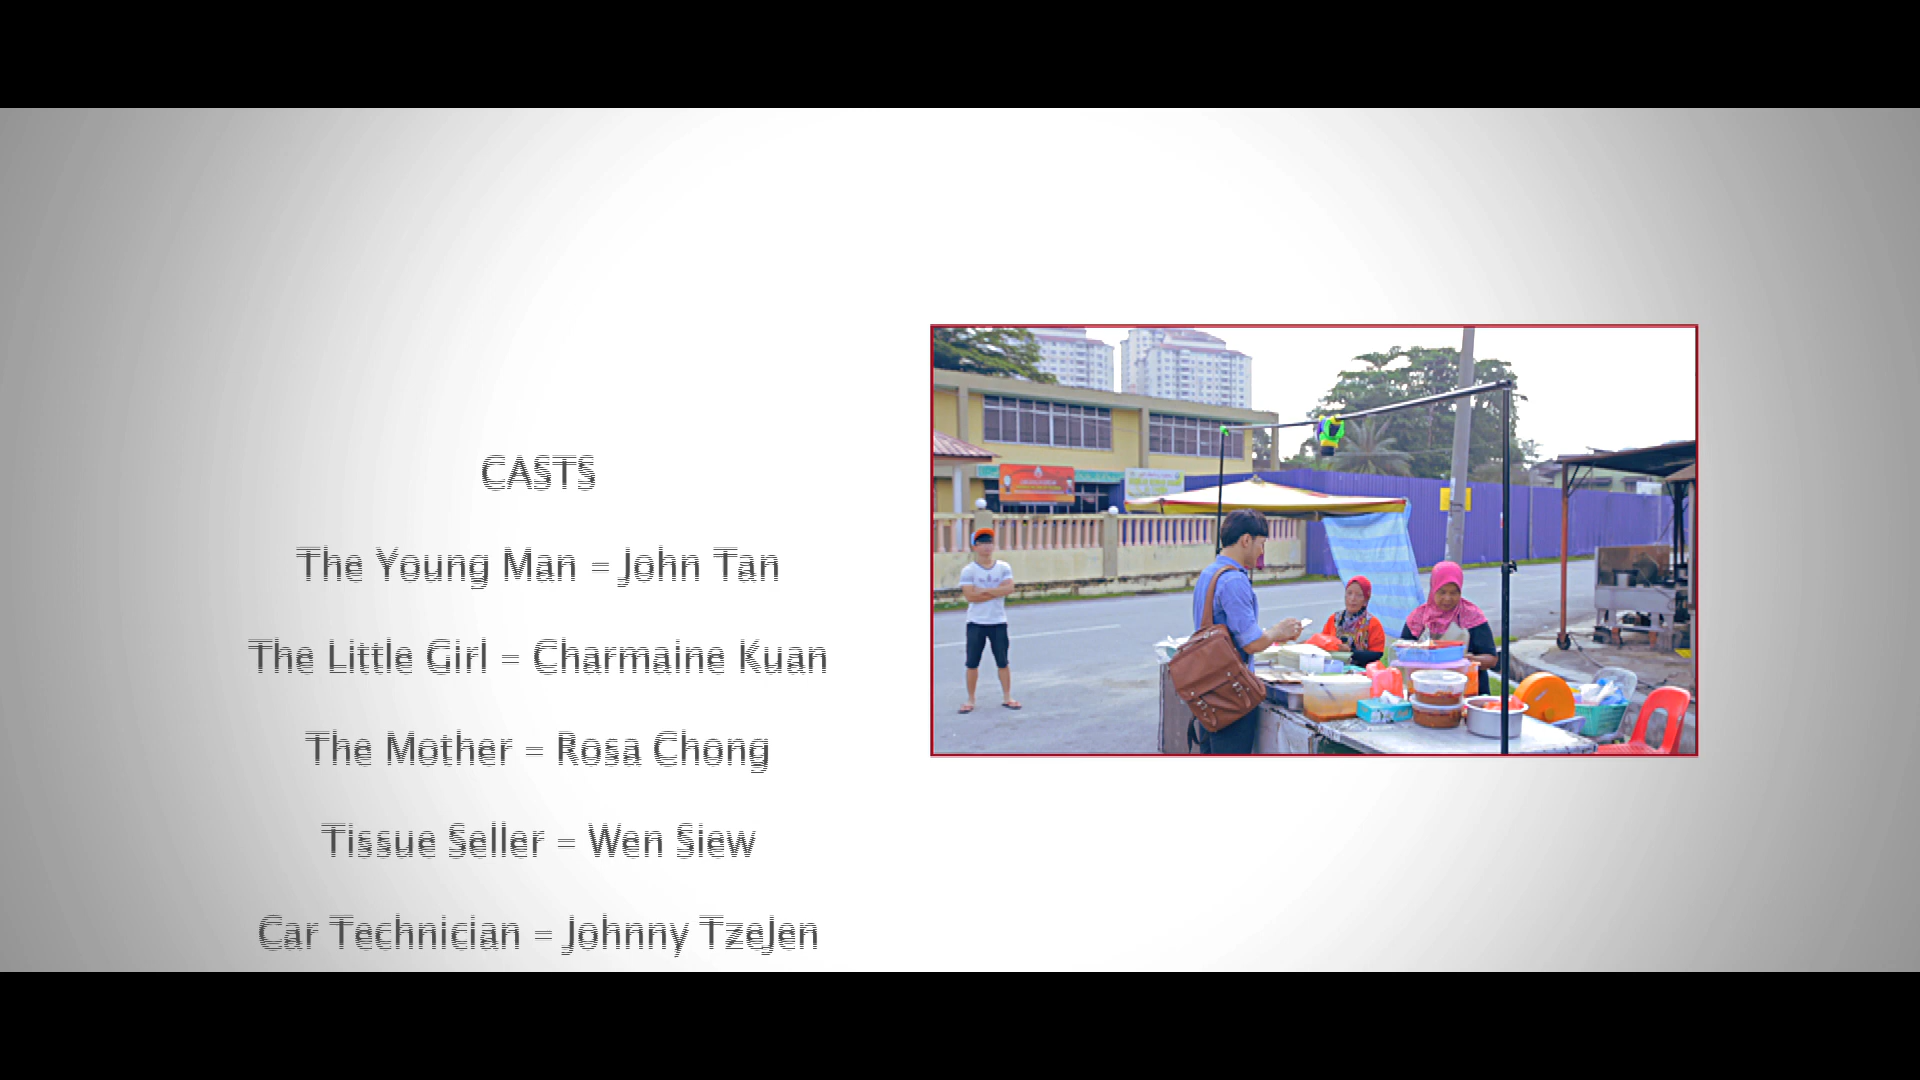 CASTS
The Young Man = John Tan
The Little Girl = Charmaine Kuan
The Mother = Rosa Chong
Tissue Seller = Wen Siew
Car Technician = Johnny TzeJen